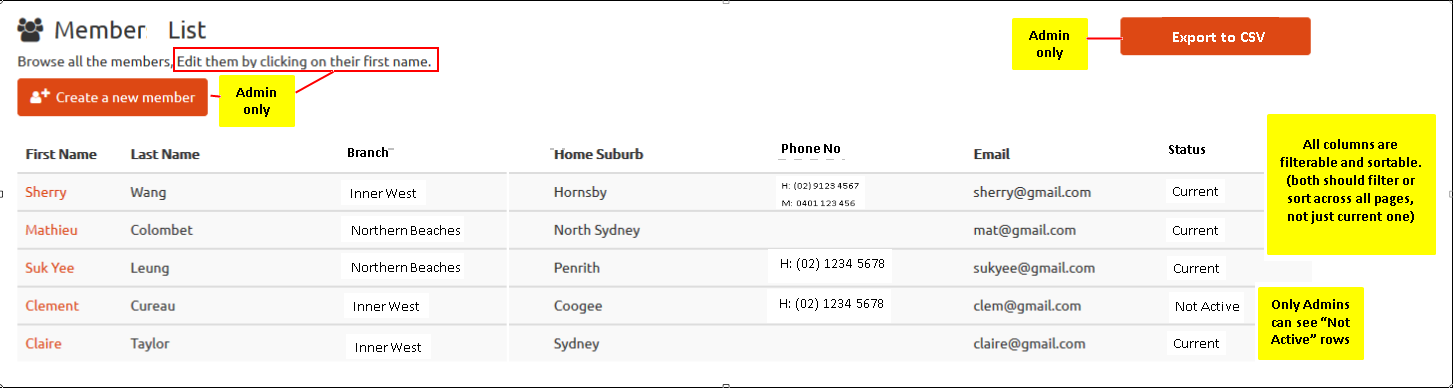 Member List
Browse all the members, Edit them by clicking on their first name.
Create a new member
Admin
only
Admin
only
Export to CSV
First Name Last Name Branch Home Suburb Phone No Email Status
Sherry Wang Inner West Hornsby H: (02) 9123 4567 sherry@gmail.com Current
M: 0401 123 456
Mathieu Colombet Northern Beaches North Sydney mat@gmail.com Current
Suk Yee Leung Northern Beaches Penrith H: (02) 1234 5678 sukyee@gmail.com Current
Clement Cureau Inner West Coogee H: (02) 1234 5678 clem@gmail.com Not Active
Claire Taylor Inner West Sydney claire@gmail.com Current
All columns are
filterable and sortable.
(both should filter or
sort across all pages,
not just current one)
Only Admins
can see “Not
Active” rows